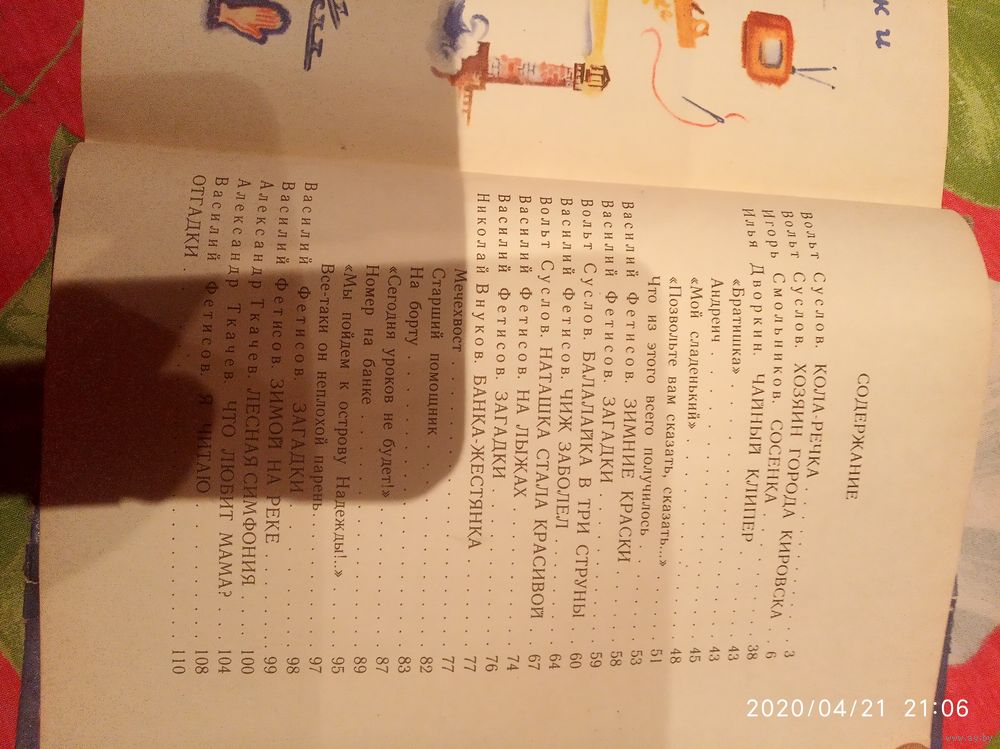 ки
СОДЕРЖАНИЕ
Вольт Суслов. КОЛА-РЕЧКА . . . . . . . . 3
Вольт Суслов. ХОЗЯИН ГОРОДА КИРОВСКА 6
Игорь Смольников. СОСЕНКА . . . . . . 38
Илья Дворкин. ЧАЙНЫЙ КЛИПЕР . . . . 43
«Братишка» . . . . . . . . . . 43
Андреич . . . . . . . . . . 45
«Мой сладенький» . . . . . . . . 48
«Позвольте вам сказать, сказать...» . . . . 51
Что из этого всего получилось . . . . . 53
Василий Фетисов. ЗИМНИЕ КРАСКИ . . . . 58
Василий Фетисов. ЗАГАДКИ . . . . . . 59
Вольт Суслов. БАЛАЛАЙКА В ТРИ СТРУНЫ 60
Василий Фетисов. ЧИЖ ЗАБОЛЕЛ . . . . 64
Вольт Суслов. НАТАШКА СТАЛА КРАСИВОЙ 67
Василий Фетисов. НА ЛЫЖАХ . . . . . 74
Василий Фетисов. ЗАГАДКИ . . . . . . 76
Николай Внуков. БАНКА-ЖЕСТЯНКА . . . . 77
Мечехвост . . . . . . . . . . 77
Старший помощник . . . . . . . . 82
На борту . . . . . . . . . . 83
«Сегодня уроков не будет!» . . . . . . 87
Номер на банке . . . . . . . . . 89
«Мы пойдем к острову Надежды!..» . . . . 95
Все-таки он неплохой парень . . . . . . 97
Василий Фетисов. ЗАГАДКИ . . . . . . 98
Василий Фетисов. ЗИМОЙ НА РЕКЕ . . . . 99
Александр Ткачев. ЛЕСНАЯ СИМФОНИЯ . . 100
Александр Ткачев. ЧТО ЛЮБИТ МАМА? . . 104
Василий Фетисов. Я ЧИТАЮ . . . . . . 108
ОТГАДКИ . . . . . . . . . . . . 110
2020/04/21 21:06
www.ay.by